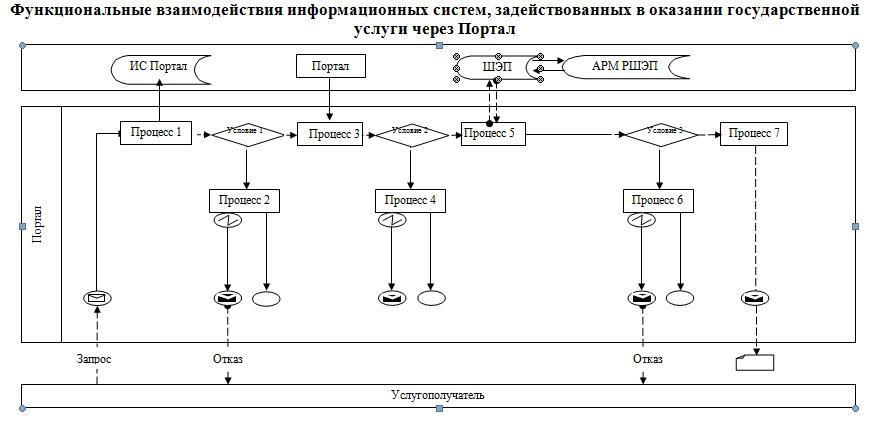 Функциональные взаимодействия информационных систем, задействованных в оказании государственной
услуги через Портал
ИС Портал
Портал
ШЭП
АРМ РШЭП
Процесс 1
Условие 1
Процесс 3
Условие 2
Процесс 5
Условие 3
Процесс 7
Процесс 2
Процесс 4
Процесс 6
Портал
Запрос
Отказ
Отказ
Услугополучатель